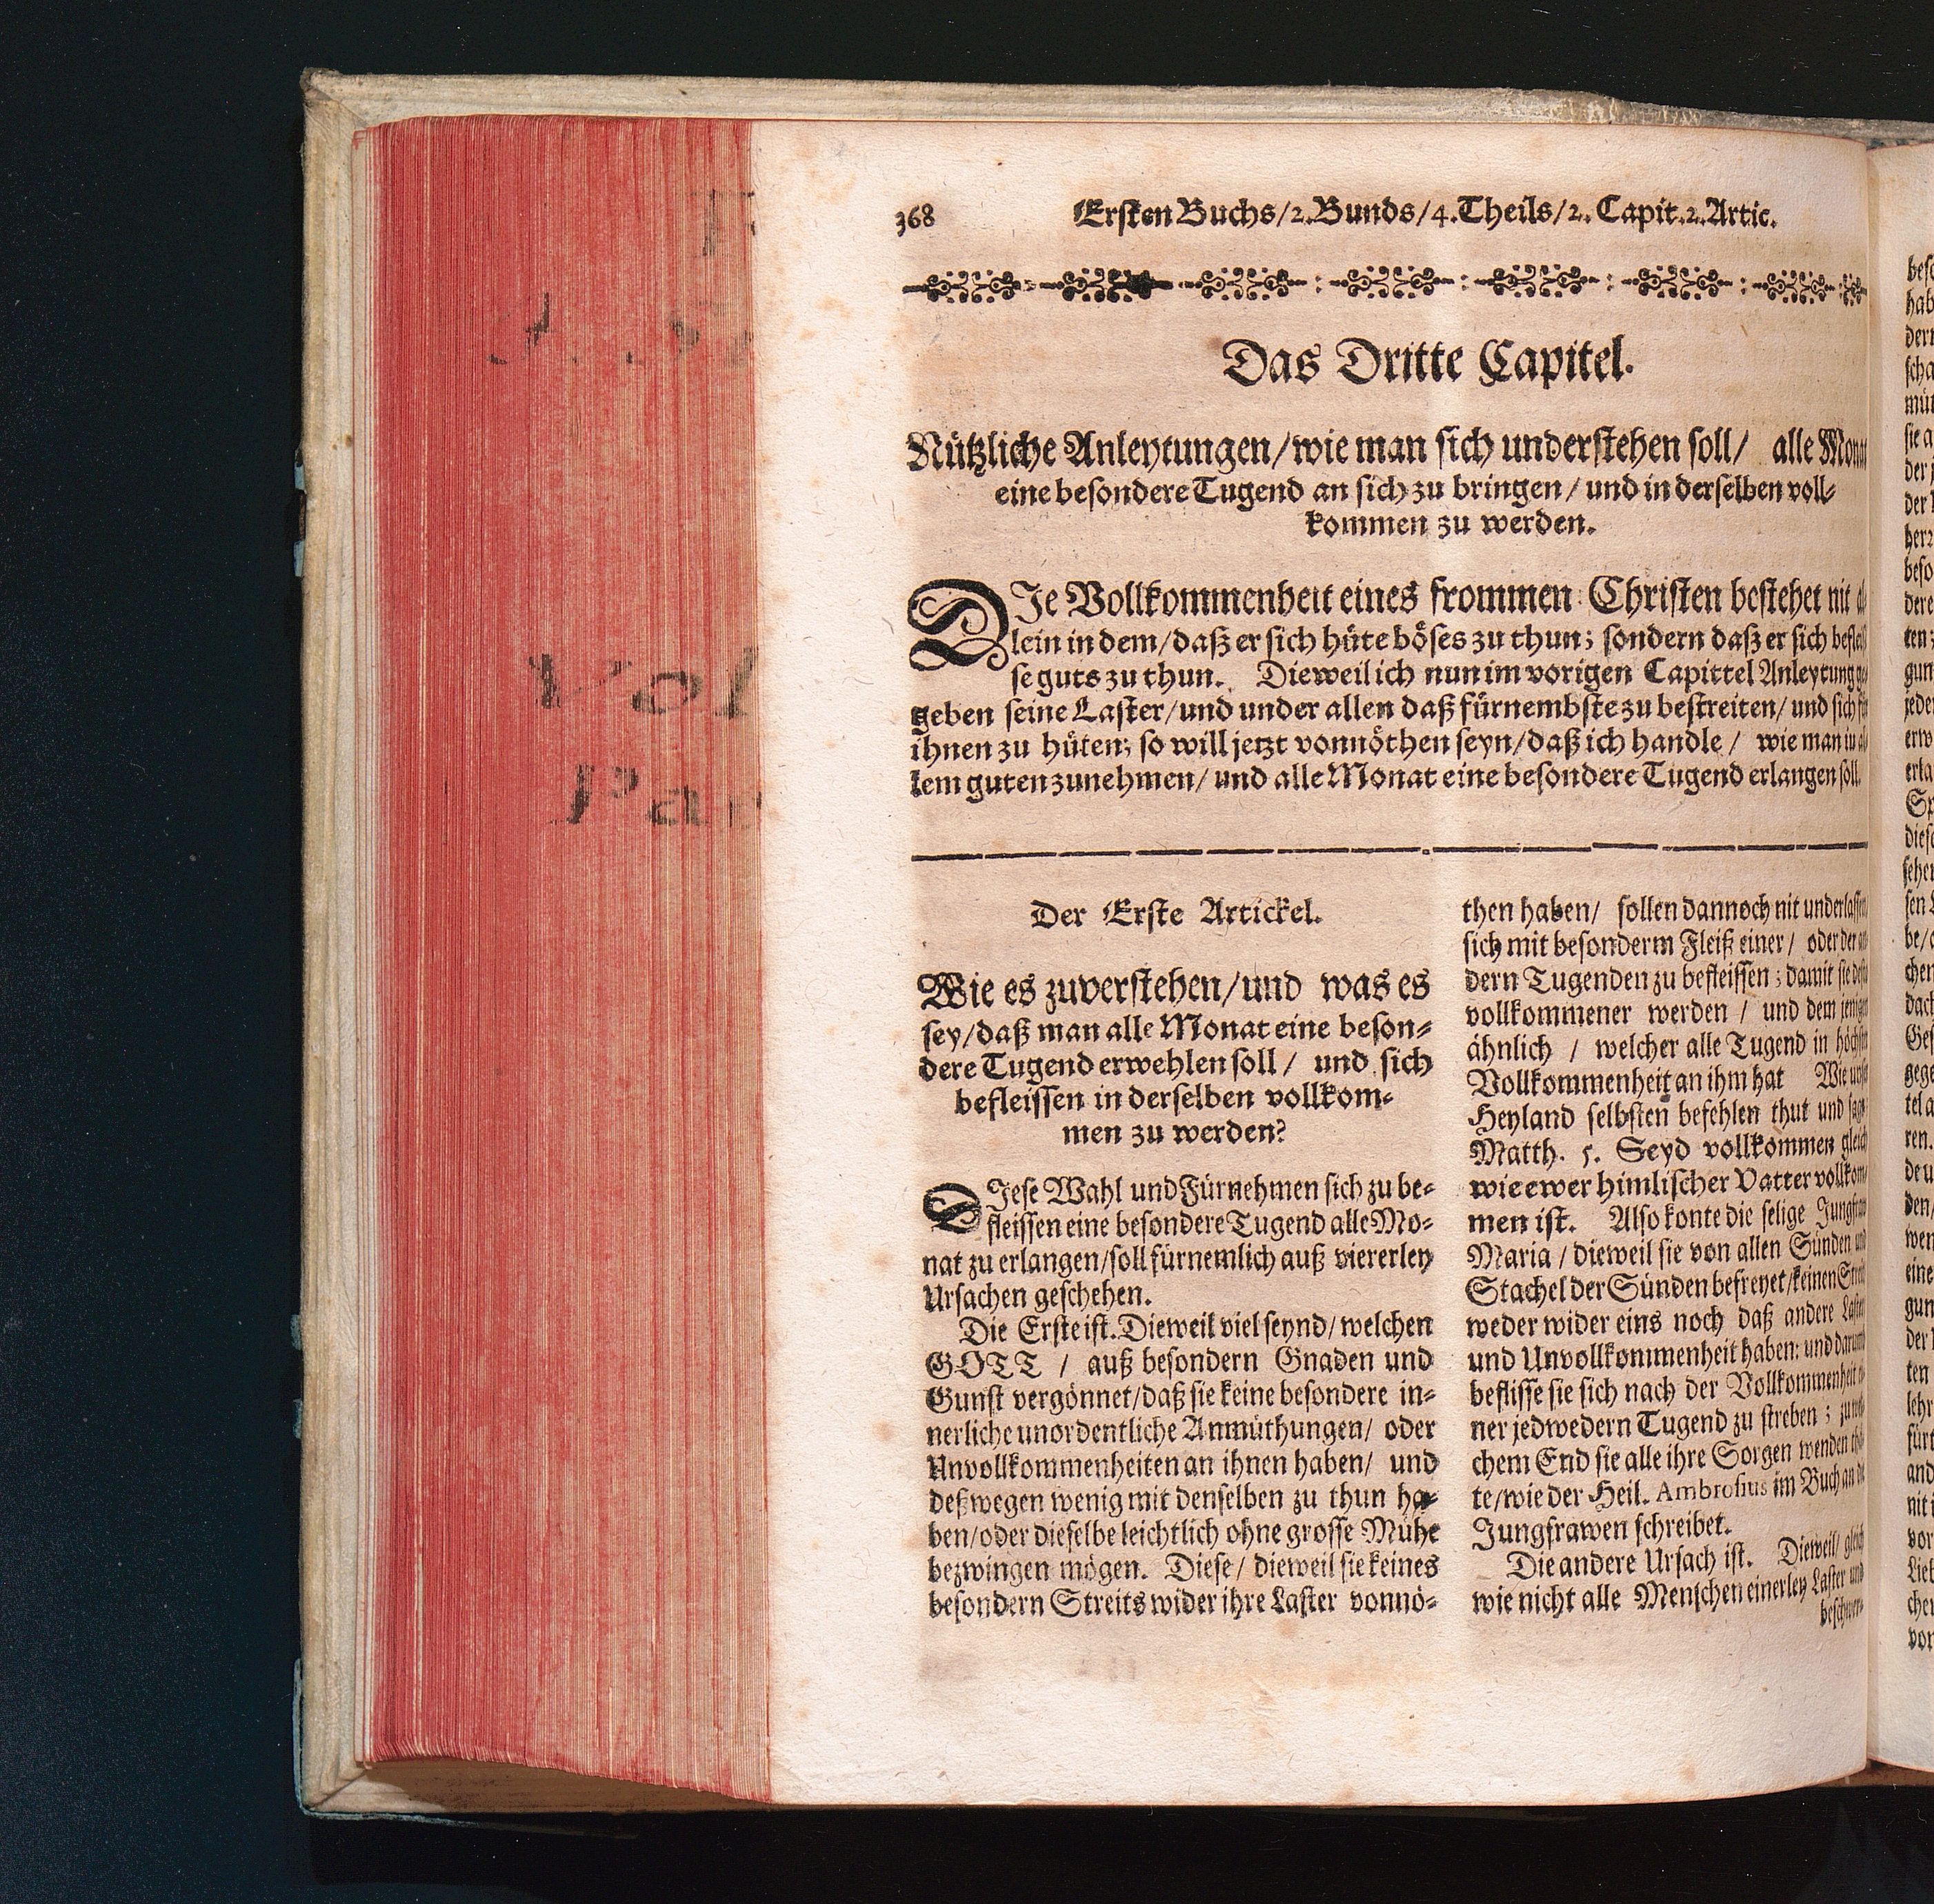 368
Ersten Buchs/2.Bunds/4.Theils/2. Capit.2.Artic.
Das Dritte Capitel.
Nützliche Anleytungen/wie man sich understehen soll/ alle Monat
eine besondere Tugend an sich zu bringen/und in derselben voll-
kommen zu werden.
DIe Vollkommenheit eines frommen Christen bestehet nit al-
lein in dem/daß er sich hüte böses zu thun; sondern daß er sich befleis-
se guts zu thun. Dieweil ich nun im vorigen Capittel Anleytung ge-
geben seine Laster/und under allen daß fürnembste zu bestreiten/ und sich für
ihnen zu hüten; so will jetzt vonnöthen seyn/daß ich handle/ wie man in al-
lem guten zunehmen/ und alle Monat eine besondere Tugend erlangen soll.
Der Erste Artickel.
Wie es zuverstehen/und was es
sey/daß man alle Monat eine beson-
dere Tugend erwehlen soll/ und sich
befleissen in derselben vollkom-
men zu werden?
DIese Wahl und Fürnehmen sich zu be-
fleissen eine besondere Tugend alle Mo-
nat zu erlangen/soll fürnemlich auß viererley
Ursachen geschehen.
Die Erste ist. Dieweil viel seynd/welchen
GOTT / auß besondern Gnaden und
Gunst vergönnet/daß sie keine besondere in-
nerliche unordentliche Anmüthungen/ oder
Unvollkommenheiten an ihnen haben/ und
deßwegen wenig mit denselben zu thun ha-
ben/oder dieselbe leichtlich ohne grosse Mühe
bezwingen mögen. Diese/ dieweil sie keines
besondern Streits wider ihre Laster vonnö-
then haben/ sollen dannoch nit underlassen
sich mit besonderm Fleiß einer/ oder der an-
dern Tugenden zu befleissen; damit sie desto
vollkommener werden / und dem jenigen
ähnlich / welcher alle Tugend in höchster
Vollkommenheit an ihm hat Wie unser
Heyland selbsten befehlen thut und sagt
Matth. 5. Seyd vollkommen gleich
wie ewer himlischer Vatter vollkom-
men ist. Also konte die selige Jungfraw
Maria/dieweil sie von allen Sünden und
Stachel der Sünden befreyet/keinen Streit
weder wider eins noch daß andere Laster
und Unvollkommenheit haben: und darumb
beflisse sie sich nach der Vollkommenheit ei-
ner jedwedern Tugend zu streben; zu wel-
chem End sie alle ihre Sorgen wenden thä-
te/wie der Heil. Ambrosius im Buch an die
Jungfrawen schreibet.
Die andere Ursach ist. Dieweil/ gleich
wie nicht alle Menschen einerley Laster und
beschwer-